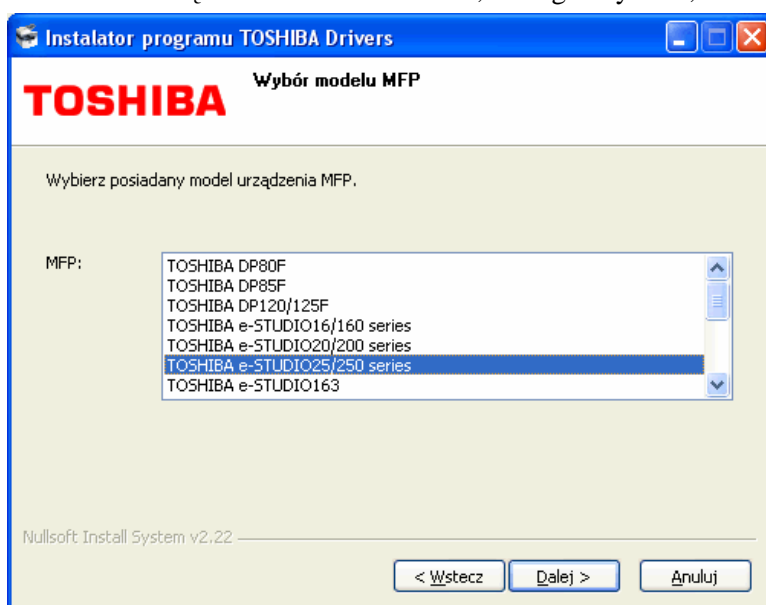 Instalator programu TOSHIBA Drivers
TOSHIBA
Wybór modelu MFP
Wybierz posiadany model urządzenia MFP.
MFP:
TOSHIBA DP80F
TOSHIBA DP85F
TOSHIBA DP120/125F
TOSHIBA e-STUDIO16/160 series
TOSHIBA e-STUDIO20/200 series
TOSHIBA e-STUDIO25/250 series
TOSHIBA e-STUDIO163
Nullsoft Install System v2.22
< Wstecz Dalej > Anuluj